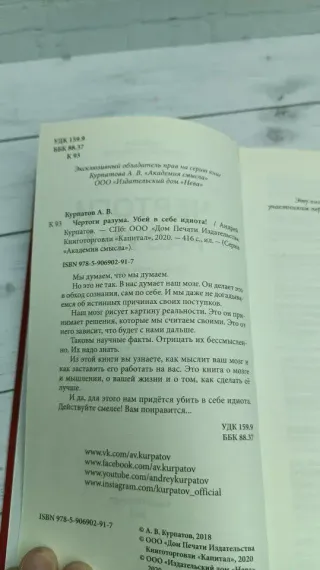 УДК 159.9
ББК 88.37
К 93
Эксклюзивный обладатель прав на серию книг
Курпатова А. В. «Академия смысла»
ООО «Издательский дом «Нева»
Курпатов А. В.
К 93 Чертоги разума. Убей в себе идиота! / Андрей
Курпатов. — СПб: ООО «Дом Печати Издательства
Книготорговли «Капитал», 2020. — 416 с., ил. — (Серия
«Академия смысла»).
ISBN 978-5-906902-91-7
Мы думаем, что мы думаем.
Но это не так. В нас думает наш мозг. Он делает это
в обход сознания, сам по себе. И мы даже не догадыва-
емся об истинных причинах своих поступков.
Наш мозг рисует картину реальности. Это он при-
нимает решения, которые мы считаем своими. Это от
него зависит, что будет с нами дальше.
Таковы научные факты. Отрицать их бессмыслен-
но. Их надо знать.
Из этой книги вы узнаете, как мыслит ваш мозг и
как заставить его работать на вас. Это книга о мозге
и мышлении, о вашей жизни и о том, как сделать её
лучше.
И да, для этого нам придётся убить в себе идиота.
Действуйте смелее! Вам понравится...
УДК 159.9
ББК 88.37
www.vk.com/av.kurpatov
www.facebook.com/av.kurpatov
www.youtube.com/andreykurpatov
www.instagram.com/kurpatov_official
ISBN 978-5-906902-91-7
© А. В. Курпатов, 2018
© ООО «Дом Печати Издательства
Книготорговли «Капитал», 2020
© ООО «Издательский дом «Нева»